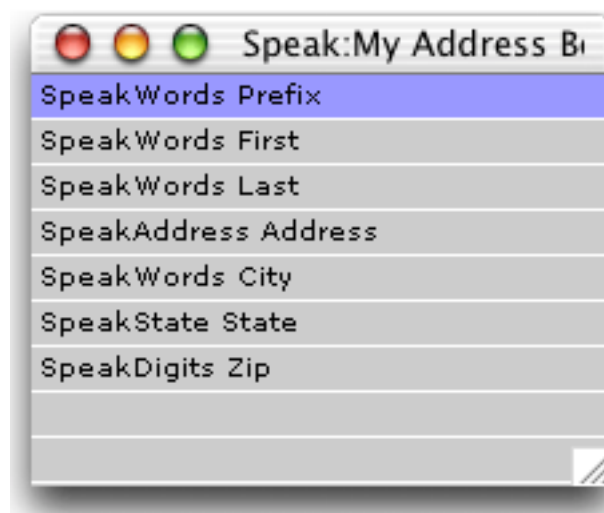 Speak:My Address
SpeakWords Prefix
SpeakWords First
SpeakWords Last
SpeakAddress Address
SpeakWords City
SpeakState State
SpeakDigits Zip